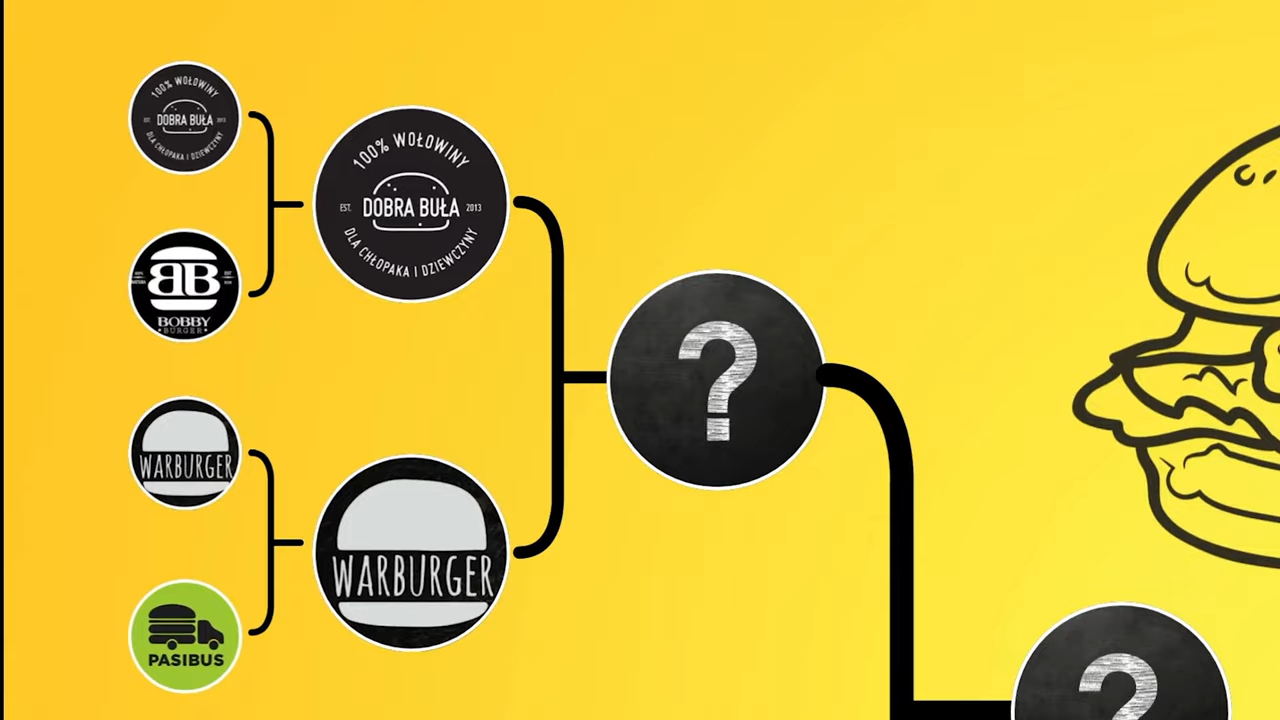 100% WOŁOWINY
EST. DOBRA BUŁA 2013
DLA CHŁOPAKA I DZIEWCZYNY
BB
BOBBY
BURGER
WARBURGER
PASIBUS
100% WOŁOWINY
EST. DOBRA BUŁA 2013
DLA CHŁOPAKA I DZIEWCZYNY
WARBURGER
?
?